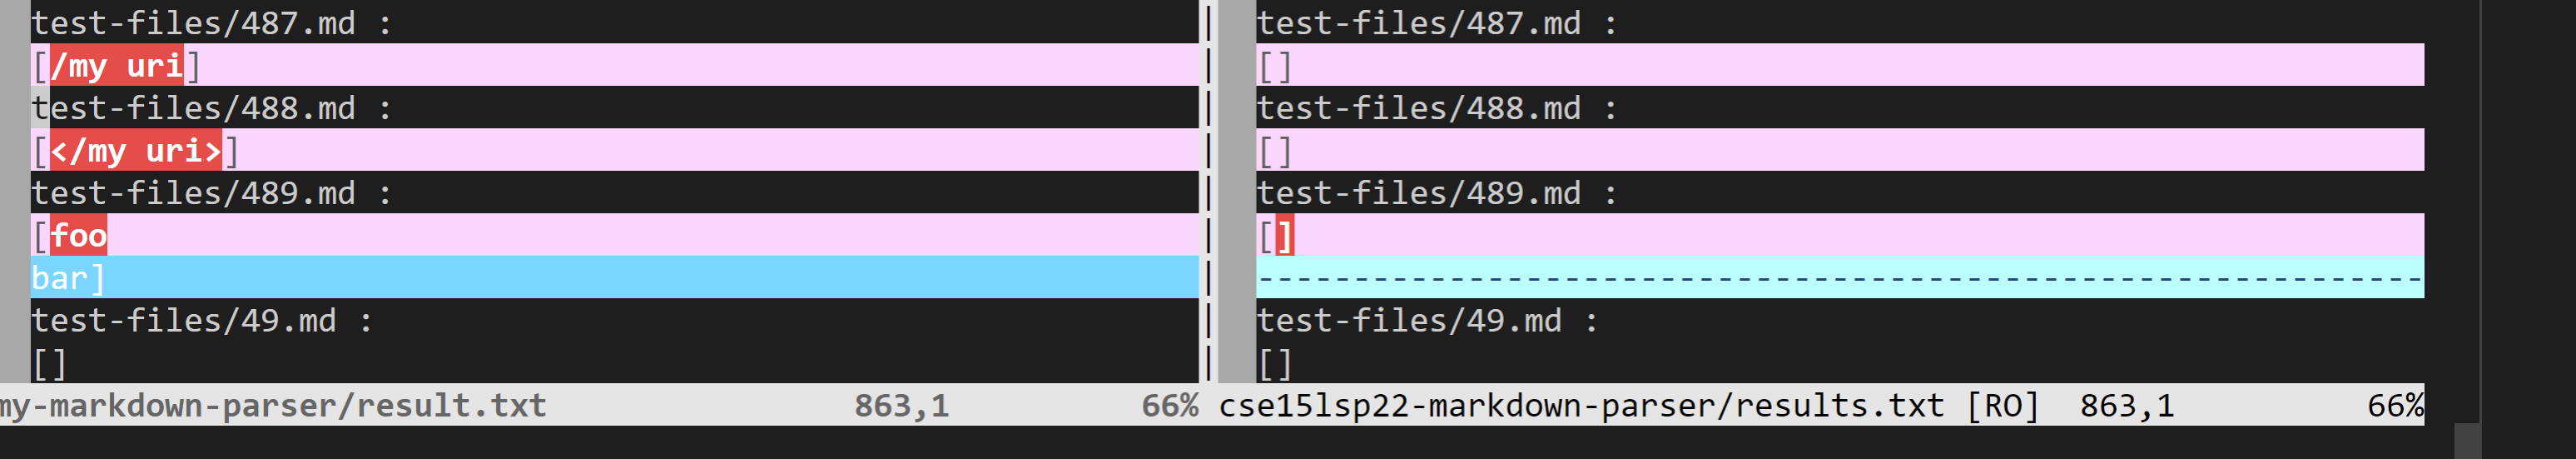 test-files/487.md : | test-files/487.md :
[/my uri] | []
test-files/488.md : | test-files/488.md :
[</my uri>] | []
test-files/489.md : | test-files/489.md :
[foo | []
bar] | -------------------------------------------------------------
test-files/49.md : | test-files/49.md :
[] | []
my-markdown-parser/result.txt 863,1 66% cse15lsp22-markdown-parser/results.txt [RO] 863,1 66%